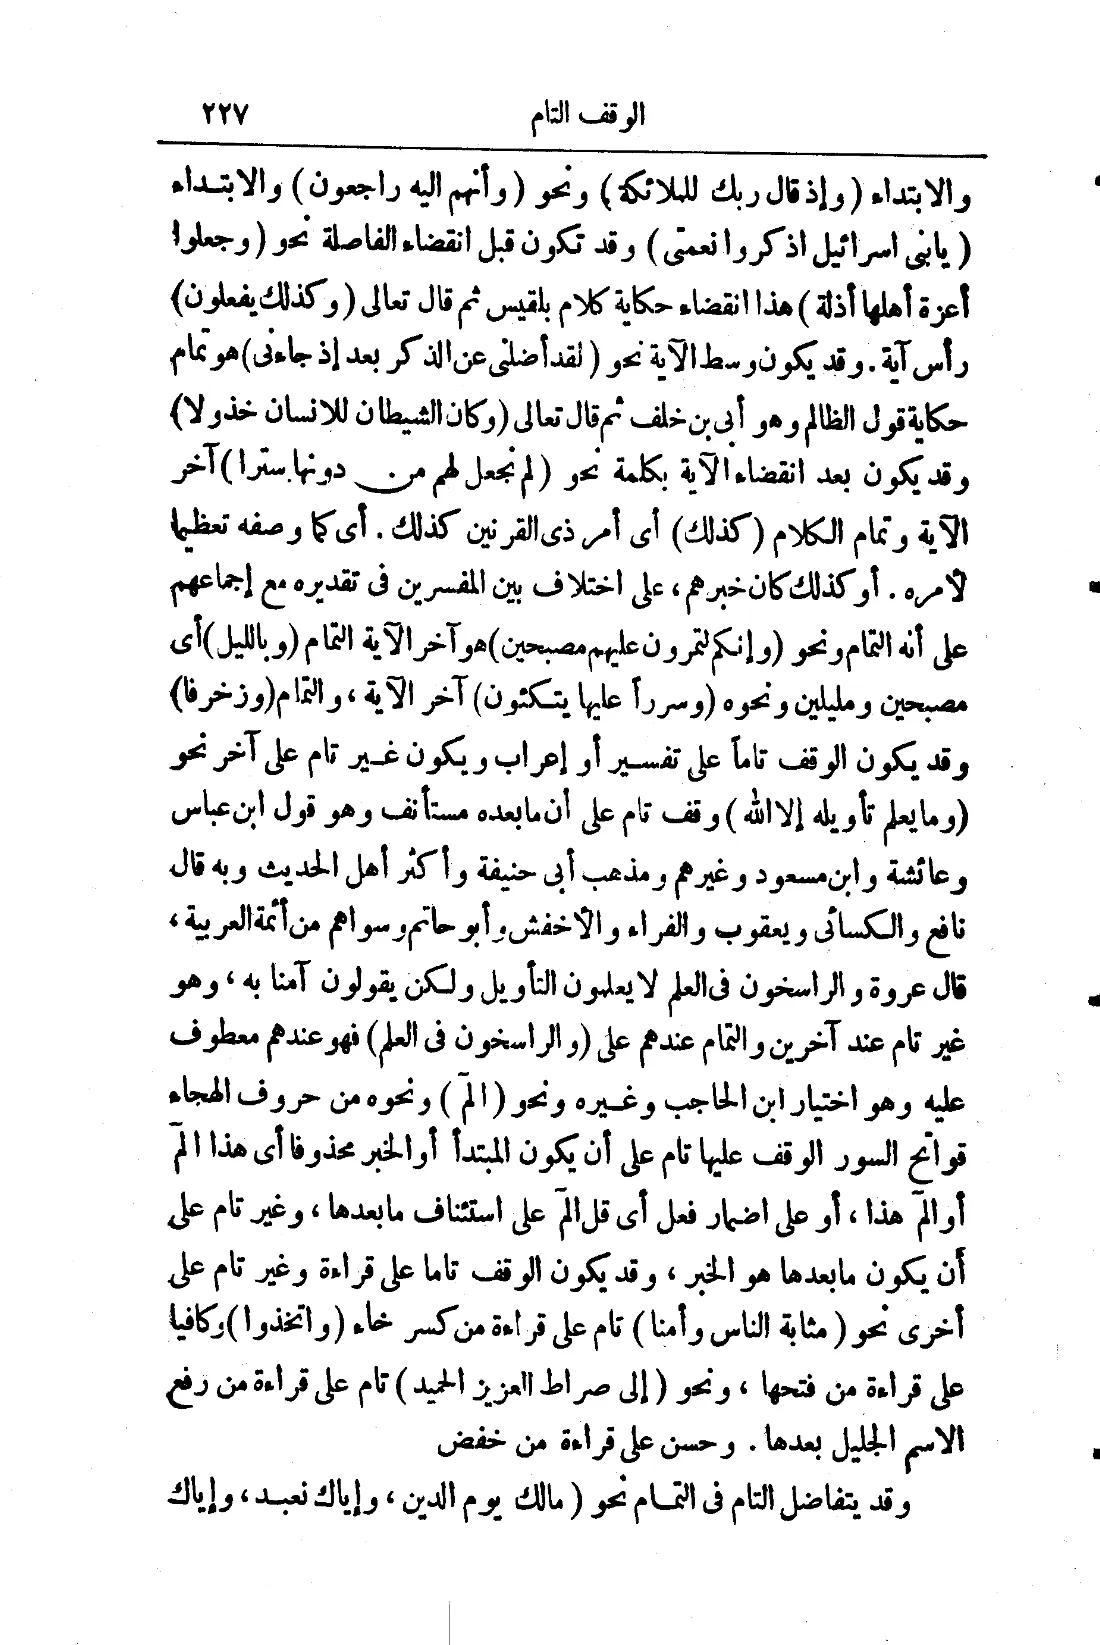 الوقف التام ٢٢٧
والابتداء (وإذ قال ربك للملائكة) ونحو (وأنهم اليه راجعون) والابتداء
(يابنى اسرائيل اذكروا نعمتى) وقد تكون قبل انقضاء الفاصلة نحو (وجعلوا
أعزة أهلها أذلة) هذا انقضاء حكاية كلام بلقيس ثم قال تعالى (وكذلك يفعلون)
رأس آية. وقد يكون وسط الآية نحو (لقد أضلنى عن الذكر بعد إذ جاءنى) هو تمام
حكاية قول الظالم وهو أبى بن خلف ثم قال تعالى (وكان الشيطان للانسان خذولا)
وقد يكون بعد انقضاء الآية بكلمة نحو (لم نجعل لهم من دونها سترا) آخر
الآية وتمام الكلام (كذلك) أى أمر ذى القرنين كذلك. أى كما وصفه تعظيما
لأمره. أو كذلك كان خبرهم، على اختلاف بين المفسرين فى تقديره مع إجماعهم
على أنه التمام ونحو (وإنكم لتمرون عليهم مصبحين) هو آخر الآية التمام (وبالليل) أى
مصبحين ومليلين ونحوه (وسرراً عليها يتكئون) آخر الآية، والتمام (وزخرفا)
وقد يكون الوقف تاماً على تفسير أو إعراب ويكون غير تام على آخر نحو
(وما يعلم تأويله إلا الله) وقف تام على أن مابعده مستأنف وهو قول ابن عباس
وعائشة وابن مسعود وغيرهم ومذهب أبى حنيفة وأكثر أهل الحديث وبه قال
نافع والكسائى ويعقوب والفراء والأخفش وأبو حاتم وسواهم من أئمة العربية،
قال عروة والراسخون فى العلم لا يعلمون التأويل ولكن يقولون آمنا به، وهو
غير تام عند آخرين والتمام عندهم على (والراسخون فى العلم) فهو عندهم معطوف
عليه وهو اختيار ابن الحاجب وغيره ونحو (الٓمٓ) ونحوه من حروف الهجاء
فواتح السور الوقف عليها تام على أن يكون المبتدأ أو الخبر محذوفا أى هذا الٓمٓ
أو الٓمٓ هذا، أو على اضمار فعل أى قل الٓمٓ على استئناف مابعدها، وغير تام على
أن يكون مابعدها هو الخبر، وقد يكون الوقف تاما على قراءة وغير تام على
أخرى نحو (مثابة الناس وأمنا) تام على قراءة من كسر خاء (واتخذوا) وكافيا
على قراءة من فتحها، ونحو (إلى صراط العزيز الحميد) تام على قراءة من رفع
الاسم الجليل بعدها. وحسن على قراءة من خفض
وقد يتفاضل التام فى التمام نحو (مالك يوم الدين، وإياك نعبد، وإياك